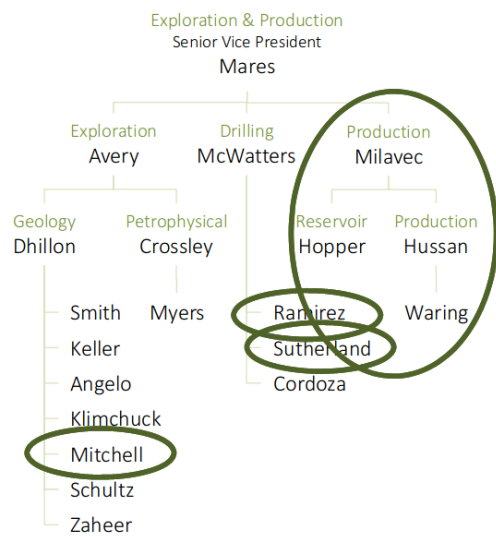 Exploration & Production
Senior Vice President
Mares
Exploration Drilling Production
Avery McWatters Milavec
Geology Petrophysical Reservoir Production
Dhillon Crossley Hopper Hussan
Smith Myers Ramirez Waring
Keller Sutherland
Angelo Cordoza
Klimchuck
Mitchell
Schultz
Zaheer